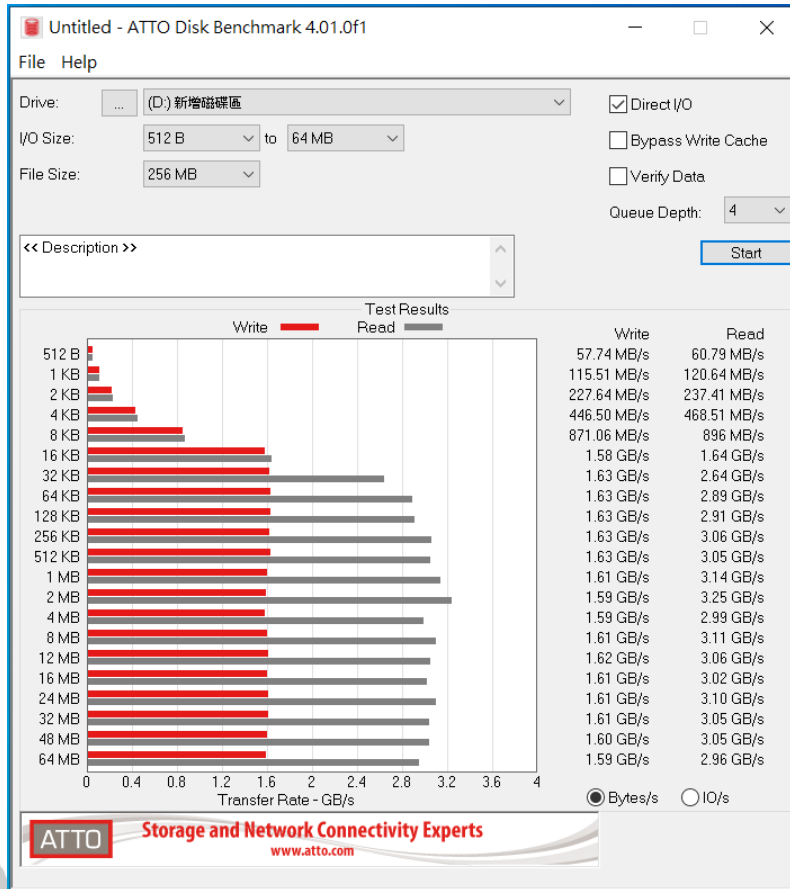 Untitled - ATTO Disk Benchmark 4.01.0f1
File Help
Drive: ... (D:) 新增磁碟區 Direct I/O
I/O Size: 512 B to 64 MB Bypass Write Cache
File Size: 256 MB Verify Data
Queue Depth: 4
<< Description >> Start
Test Results
Write Read Write Read
512 B 57.74 MB/s 60.79 MB/s
1 KB 115.51 MB/s 120.64 MB/s
2 KB 227.64 MB/s 237.41 MB/s
4 KB 446.50 MB/s 468.51 MB/s
8 KB 871.06 MB/s 896 MB/s
16 KB 1.58 GB/s 1.64 GB/s
32 KB 1.63 GB/s 2.64 GB/s
64 KB 1.63 GB/s 2.89 GB/s
128 KB 1.63 GB/s 2.91 GB/s
256 KB 1.63 GB/s 3.06 GB/s
512 KB 1.63 GB/s 3.05 GB/s
1 MB 1.61 GB/s 3.14 GB/s
2 MB 1.59 GB/s 3.25 GB/s
4 MB 1.59 GB/s 2.99 GB/s
8 MB 1.61 GB/s 3.11 GB/s
12 MB 1.62 GB/s 3.06 GB/s
16 MB 1.61 GB/s 3.02 GB/s
24 MB 1.61 GB/s 3.10 GB/s
32 MB 1.61 GB/s 3.05 GB/s
48 MB 1.60 GB/s 3.05 GB/s
64 MB 1.59 GB/s 2.96 GB/s
0 0.4 0.8 1.2 1.6 2 2.4 2.8 3.2 3.6 4
Transfer Rate - GB/s Bytes/s IO/s
ATTO Storage and Network Connectivity Experts
www.atto.com